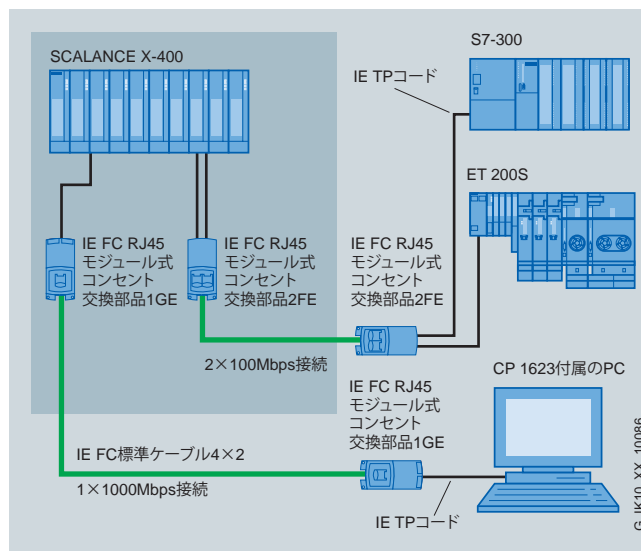 SCALANCE X-400
S7-300
IE TPコード
ET 200S
IE FC RJ45
モジュール式
コンセント
交換部品1GE
IE FC RJ45
モジュール式
コンセント
交換部品2FE
IE FC RJ45
モジュール式
コンセント
交換部品2FE
2×100Mbps接続
CP 1623付属のPC
IE FC RJ45
モジュール式
コンセント
交換部品1GE
IE FC標準ケーブル4×2
1×1000Mbps接続
IE TPコード
G_IK10_XX_10086